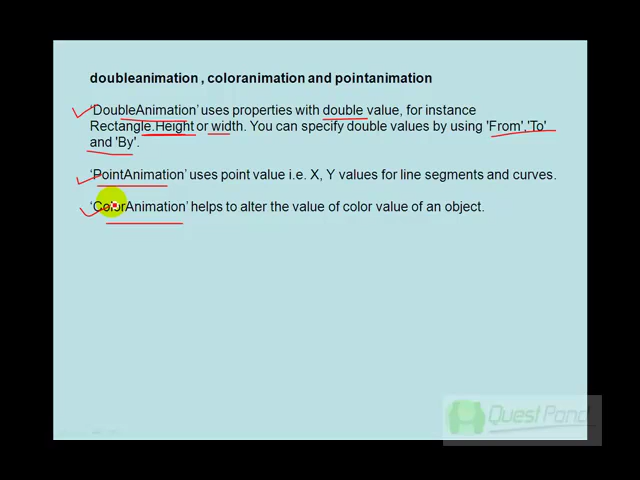 doubleanimation , coloranimation and pointanimation
‘DoubleAnimation’ uses properties with double value, for instance
Rectangle.Height or width. You can specify double values by using 'From','To'
and 'By'.
‘PointAnimation’ uses point value i.e. X, Y values for line segments and curves.
‘ColorAnimation’ helps to alter the value of color value of an object.
QuestPond